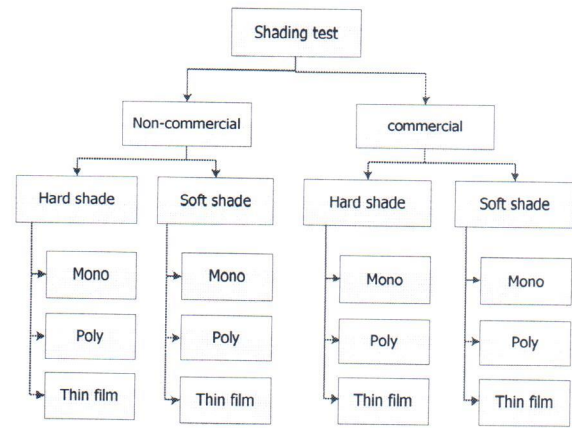 Shading test
Non-commercial
commercial
Hard shade
Soft shade
Hard shade
Soft shade
Mono
Mono
Mono
Mono
Poly
Poly
Poly
Poly
Thin film
Thin film
Thin film
Thin film